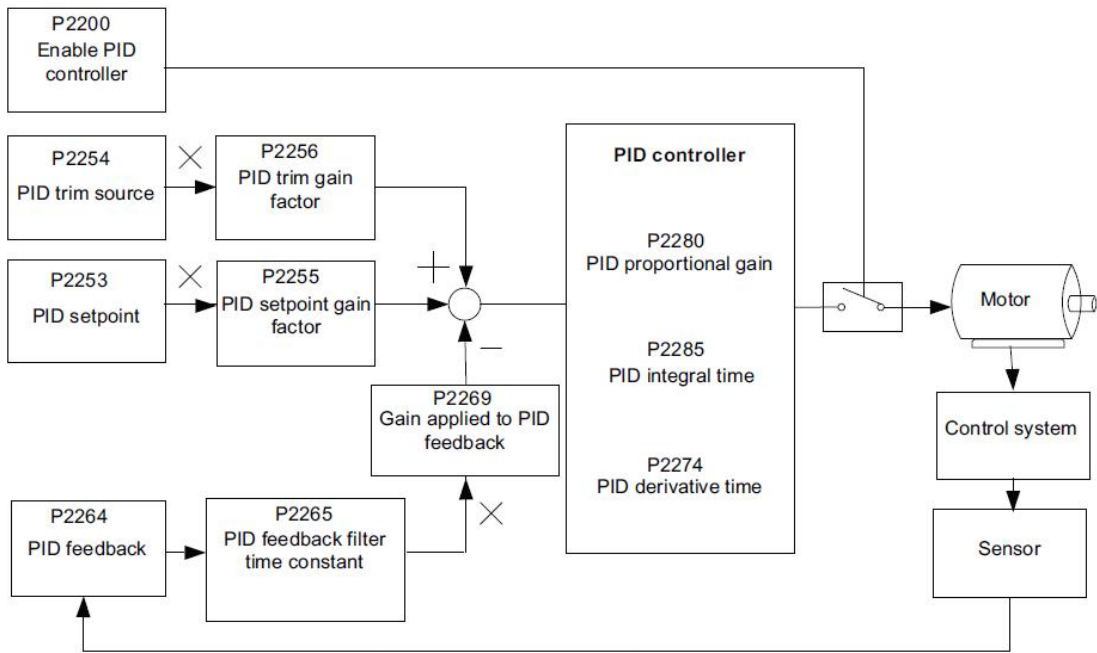 P2200
Enable PID
controller
P2254
PID trim source
P2256
PID trim gain
factor
PID controller
P2280
PID proportional gain
P2253
PID setpoint
P2255
PID setpoint gain
factor
+
Motor
−
P2285
PID integral time
P2269
Gain applied to PID
feedback
Control system
P2274
PID derivative time
P2264
PID feedback
P2265
PID feedback filter
time constant
Sensor